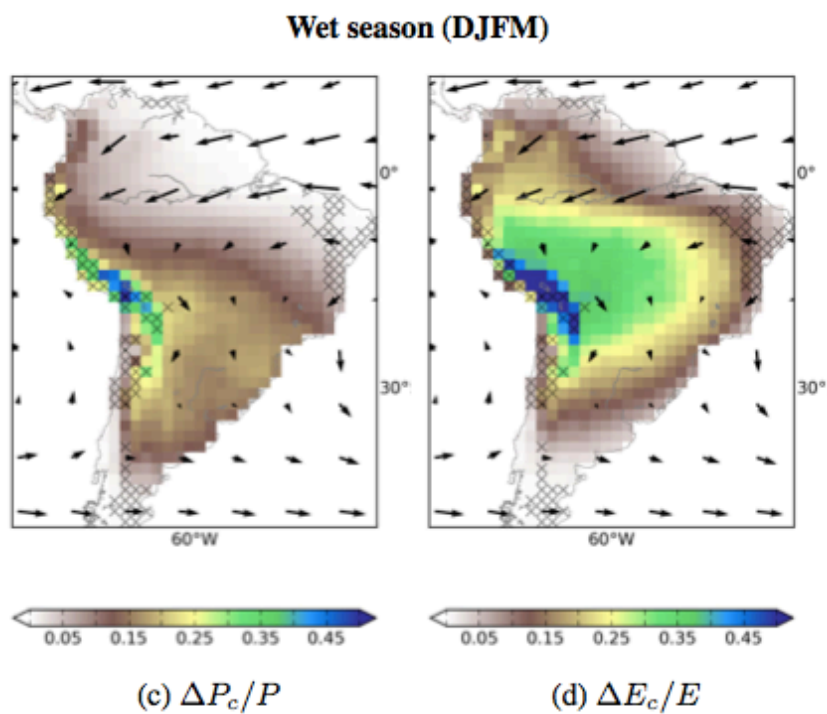 Wet season (DJFM)
0° 0°
30° 30°
60°W 60°W
0.05 0.15 0.25 0.35 0.45 0.05 0.15 0.25 0.35 0.45
(c) ΔP_c/P (d) ΔE_c/E